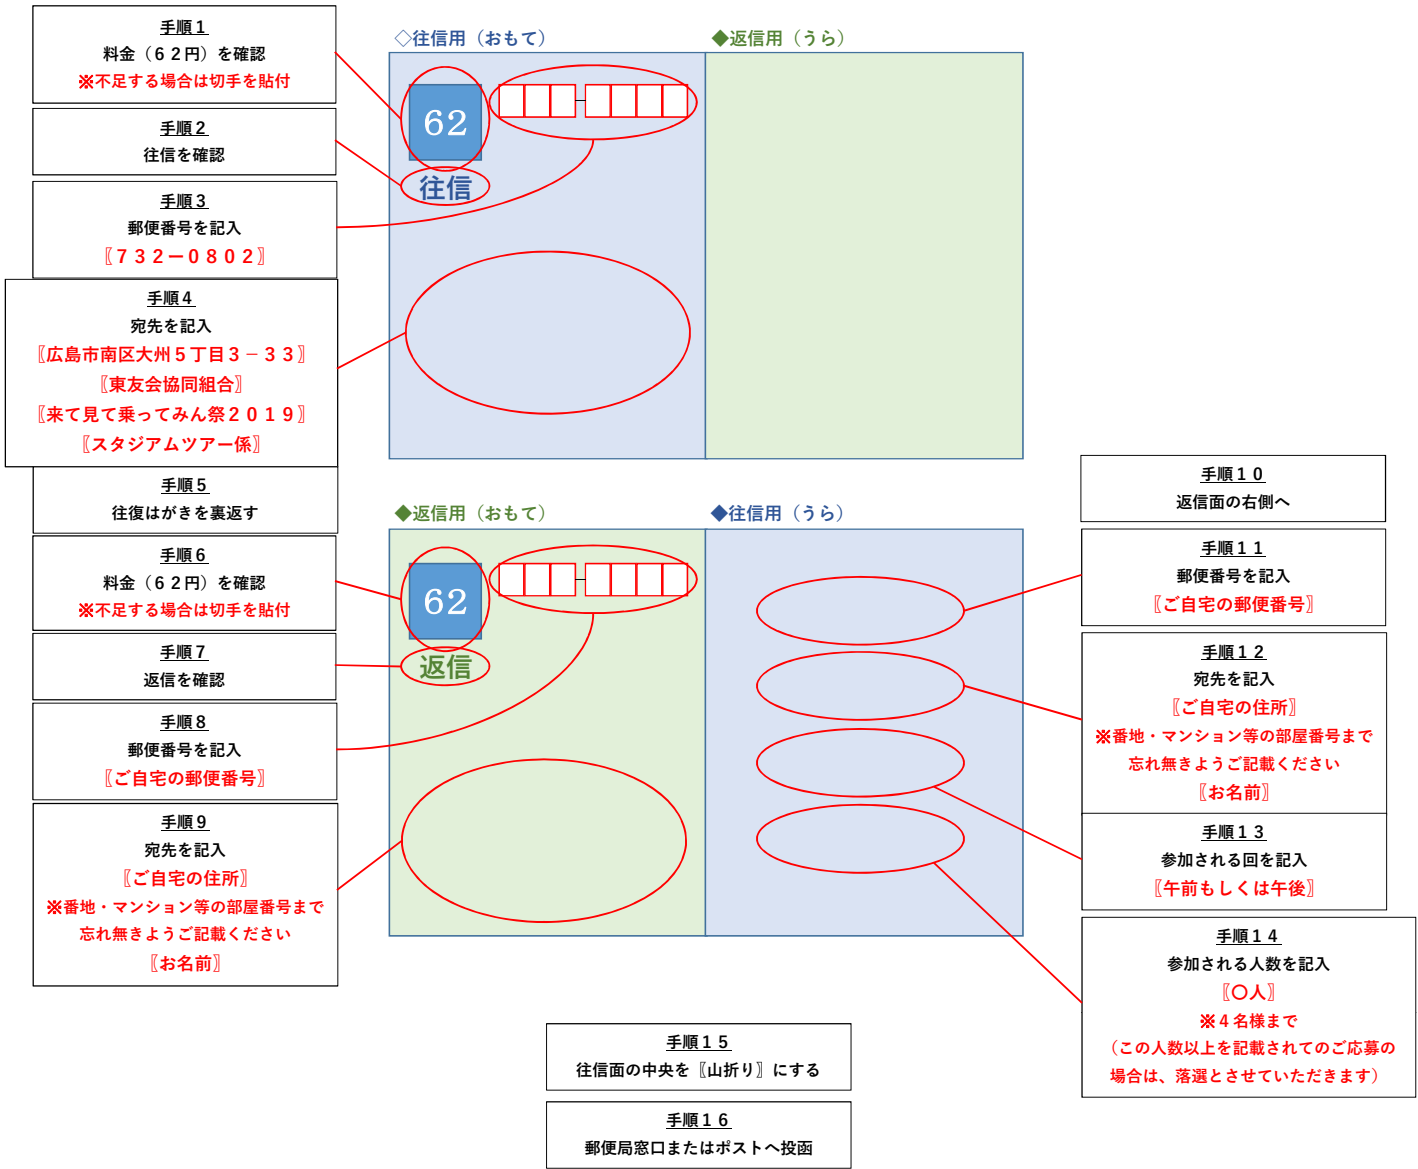 手順１
料金（６２円）を確認
※不足する場合は切手を貼付
手順２
往信を確認
手順３
郵便番号を記入
〖７３２ー０８０２〗
手順４
宛先を記入
〖広島市南区大州５丁目３－３３〗
〖東友会協同組合〗
〖来て見て乗ってみん祭２０１９〗
〖スタジアムツアー係〗
手順５
往復はがきを裏返す
手順６
料金（６２円）を確認
※不足する場合は切手を貼付
手順７
返信を確認
手順８
郵便番号を記入
〖ご自宅の郵便番号〗
手順９
宛先を記入
〖ご自宅の住所〗
※番地・マンション等の部屋番号まで
忘れ無きようご記載ください
〖お名前〗
◇往信用（おもて）
◆返信用（うら）
62
往信
◆返信用（おもて）
◆往信用（うら）
62
返信
手順１０
返信面の右側へ
手順１１
郵便番号を記入
〖ご自宅の郵便番号〗
手順１２
宛先を記入
〖ご自宅の住所〗
※番地・マンション等の部屋番号まで
忘れ無きようご記載ください
〖お名前〗
手順１３
参加される回を記入
〖午前もしくは午後〗
手順１４
参加される人数を記入
〖〇人〗
※４名様まで
（この人数以上を記載されてのご応募の
場合は、落選とさせていただきます）
手順１５
往信面の中央を〖山折り〗にする
手順１６
郵便局窓口またはポストへ投函